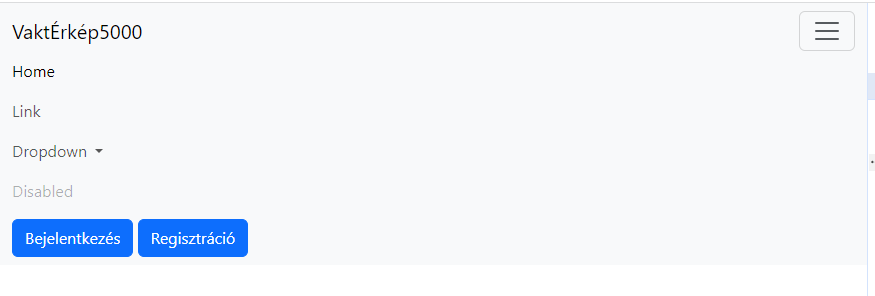 VaktÉrkép5000
Home
Link
Dropdown
Disabled
Bejelentkezés Regisztráció